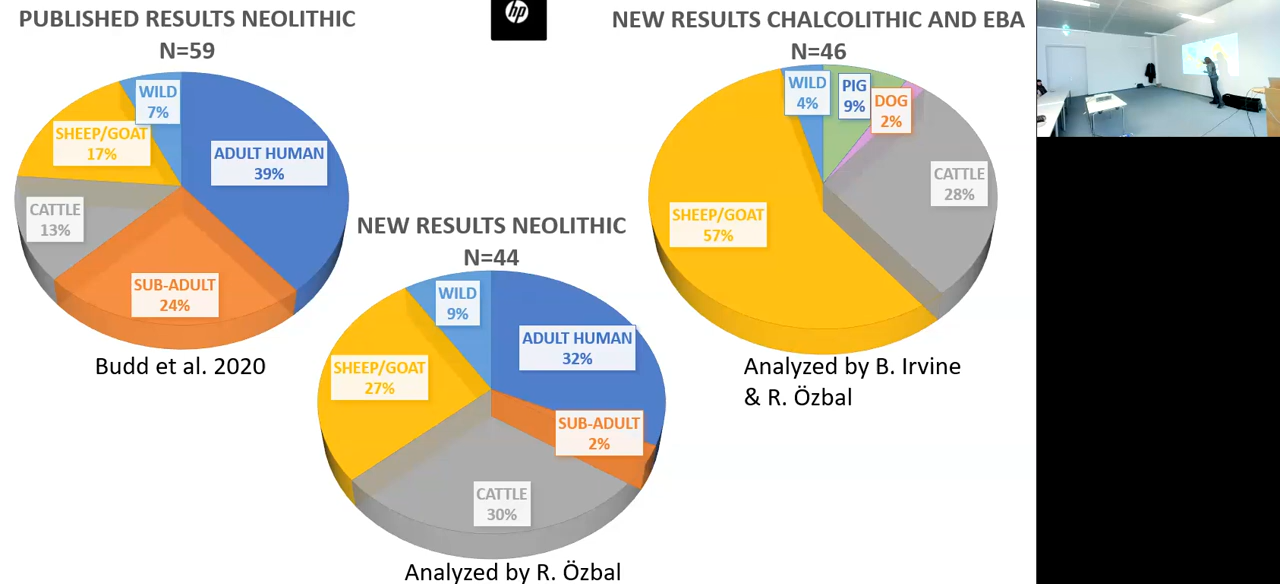 PUBLISHED RESULTS NEOLITHIC
N=59
WILD
7%
SHEEP/GOAT
17%
ADULT HUMAN
39%
CATTLE
13%
SUB-ADULT
24%
Budd et al. 2020
hp
NEW RESULTS NEOLITHIC
N=44
WILD
9%
ADULT HUMAN
32%
SHEEP/GOAT
27%
SUB-ADULT
2%
CATTLE
30%
Analyzed by R. Özbal
NEW RESULTS CHALCOLITHIC AND EBA
N=46
WILD
4%
PIG
9%
DOG
2%
CATTLE
28%
SHEEP/GOAT
57%
Analyzed by B. Irvine
& R. Özbal